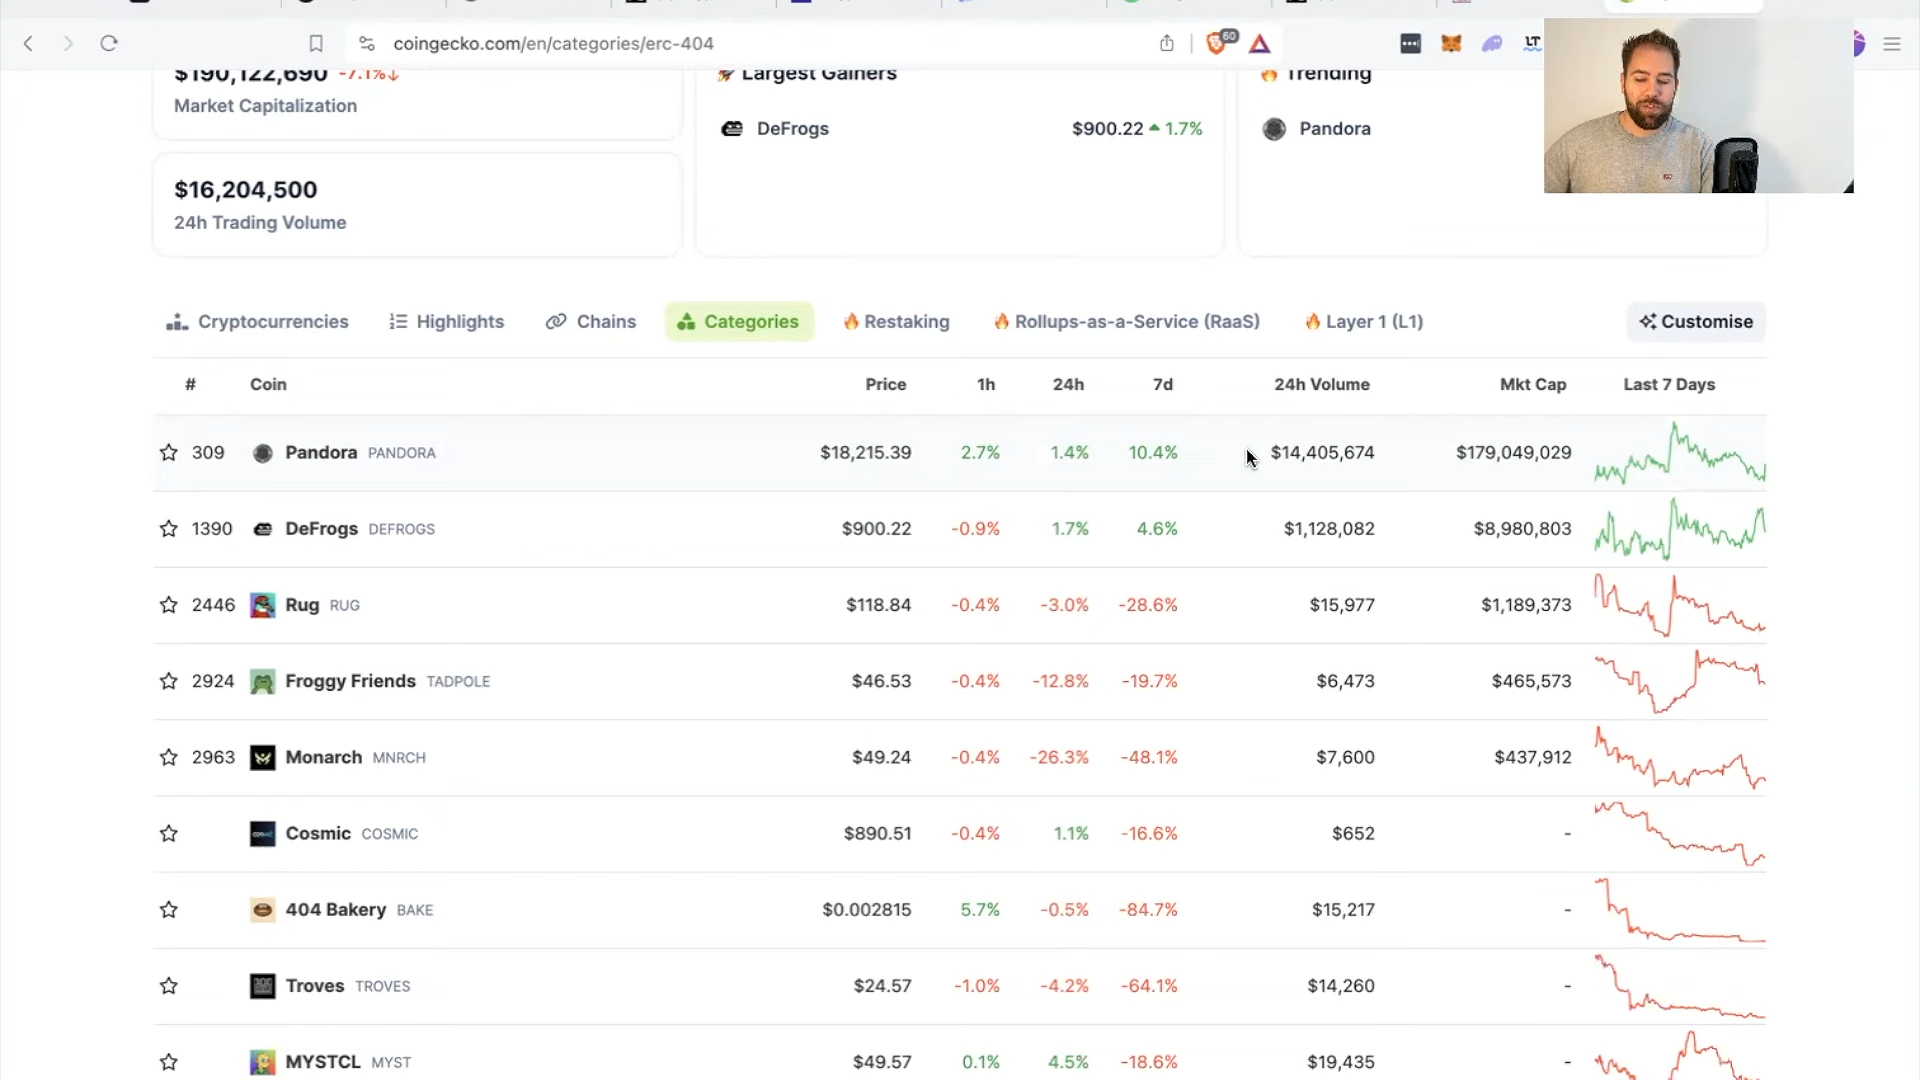 coingecko.com/en/categories/erc-404
60
LT
$190,122,690 -7.1%
Market Capitalization
Largest Gainers
Trending
DeFrogs $900.22 1.7%
Pandora
$16,204,500
24h Trading Volume
Cryptocurrencies Highlights Chains Categories Restaking Rollups-as-a-Service (RaaS) Layer 1 (L1) Customise
# Coin Price 1h 24h 7d 24h Volume Mkt Cap Last 7 Days
309 Pandora PANDORA $18,215.39 2.7% 1.4% 10.4% $14,405,674 $179,049,029
1390 DeFrogs DEFROGS $900.22 -0.9% 1.7% 4.6% $1,128,082 $8,980,803
2446 Rug RUG $118.84 -0.4% -3.0% -28.6% $15,977 $1,189,373
2924 Froggy Friends TADPOLE $46.53 -0.4% -12.8% -19.7% $6,473 $465,573
2963 Monarch MNRCH $49.24 -0.4% -26.3% -48.1% $7,600 $437,912
Cosmic COSMIC $890.51 -0.4% 1.1% -16.6% $652 -
404 Bakery BAKE $0.002815 5.7% -0.5% -84.7% $15,217 -
Troves TROVES $24.57 -1.0% -4.2% -64.1% $14,260 -
MYSTCL MYST $49.57 0.1% 4.5% -18.6% $19,435 -